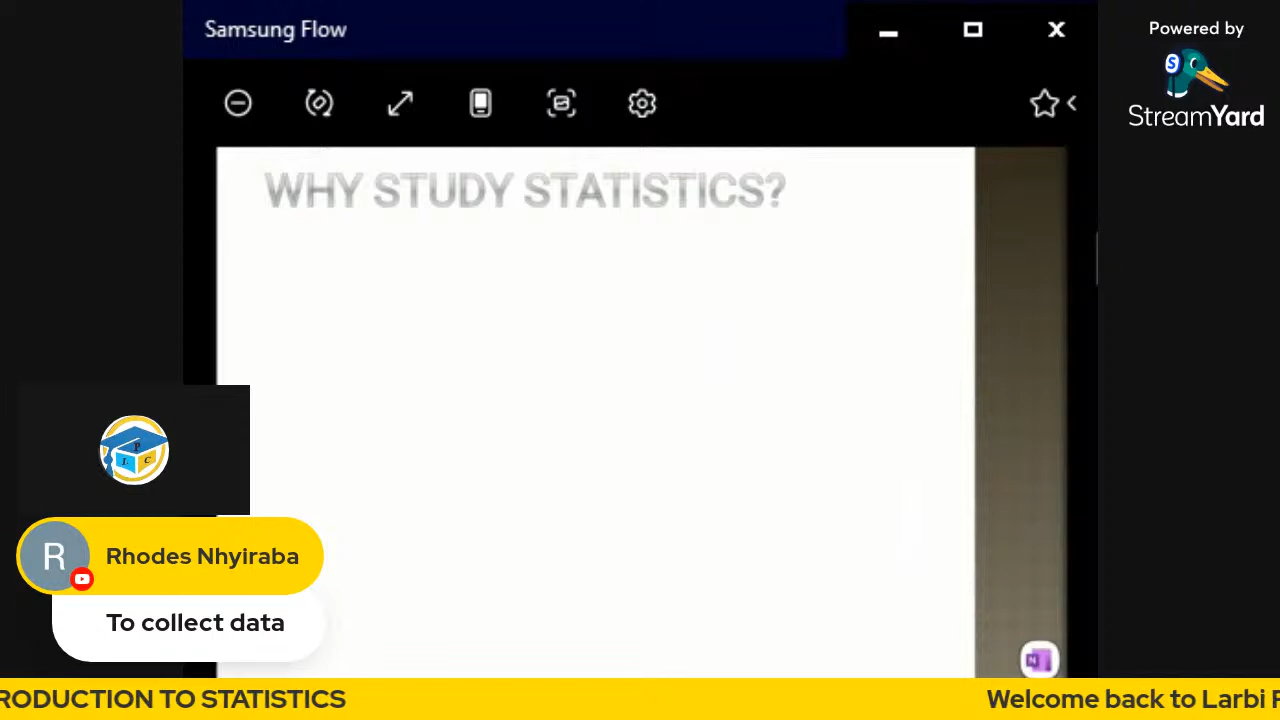 Samsung Flow
Powered by
StreamYard
WHY STUDY STATISTICS?
R
Rhodes Nhyiraba
To collect data
RODUCTION TO STATISTICS
Welcome back to Larbi P